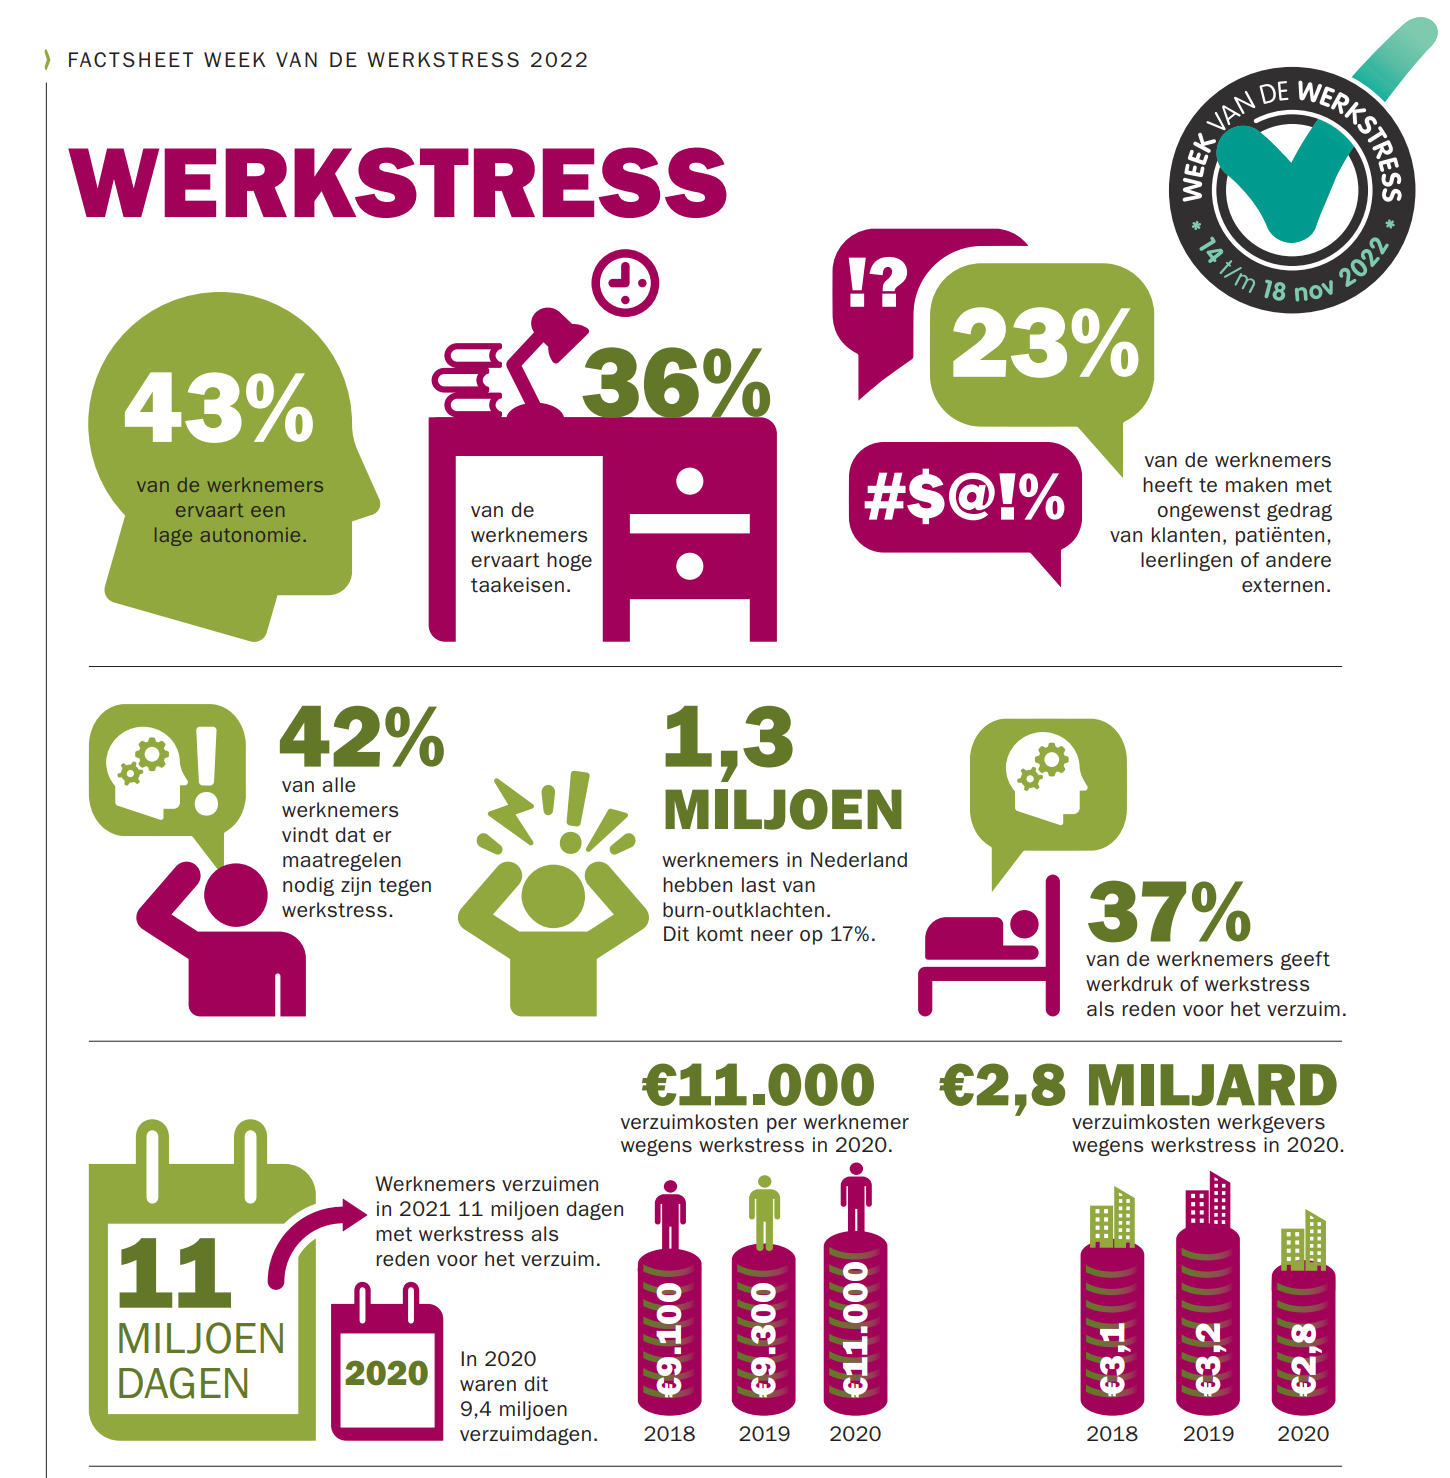 FACTSHEET WEEK VAN DE WERKSTRESS 2022
WEEK VAN DE WERKSTRESS
* 14 t/m 18 nov 2022 *
WERKSTRESS
43%
van de werknemers
ervaart een
lage autonomie.
36%
van de
werknemers
ervaart hoge
taakeisen.
!?
23%
#$@!%
van de werknemers
heeft te maken met
ongewenst gedrag
van klanten, patiënten,
leerlingen of andere
externen.
!
42%
van alle
werknemers
vindt dat er
maatregelen
nodig zijn tegen
werkstress.
1,3
MILJOEN
werknemers in Nederland
hebben last van
burn-outklachten.
Dit komt neer op 17%.
37%
van de werknemers geeft
werkdruk of werkstress
als reden voor het verzuim.
11
MILJOEN
DAGEN
Werknemers verzuimen
in 2021 11 miljoen dagen
met werkstress als
reden voor het verzuim.
2020
In 2020
waren dit
9,4 miljoen
verzuimdagen.
€11.000
verzuimkosten per werknemer
wegens werkstress in 2020.
€9.100
€9.300
€11.000
2018 2019 2020
€2,8 MILJARD
verzuimkosten werkgevers
wegens werkstress in 2020.
€3,1
€3,2
€2,8
2018 2019 2020